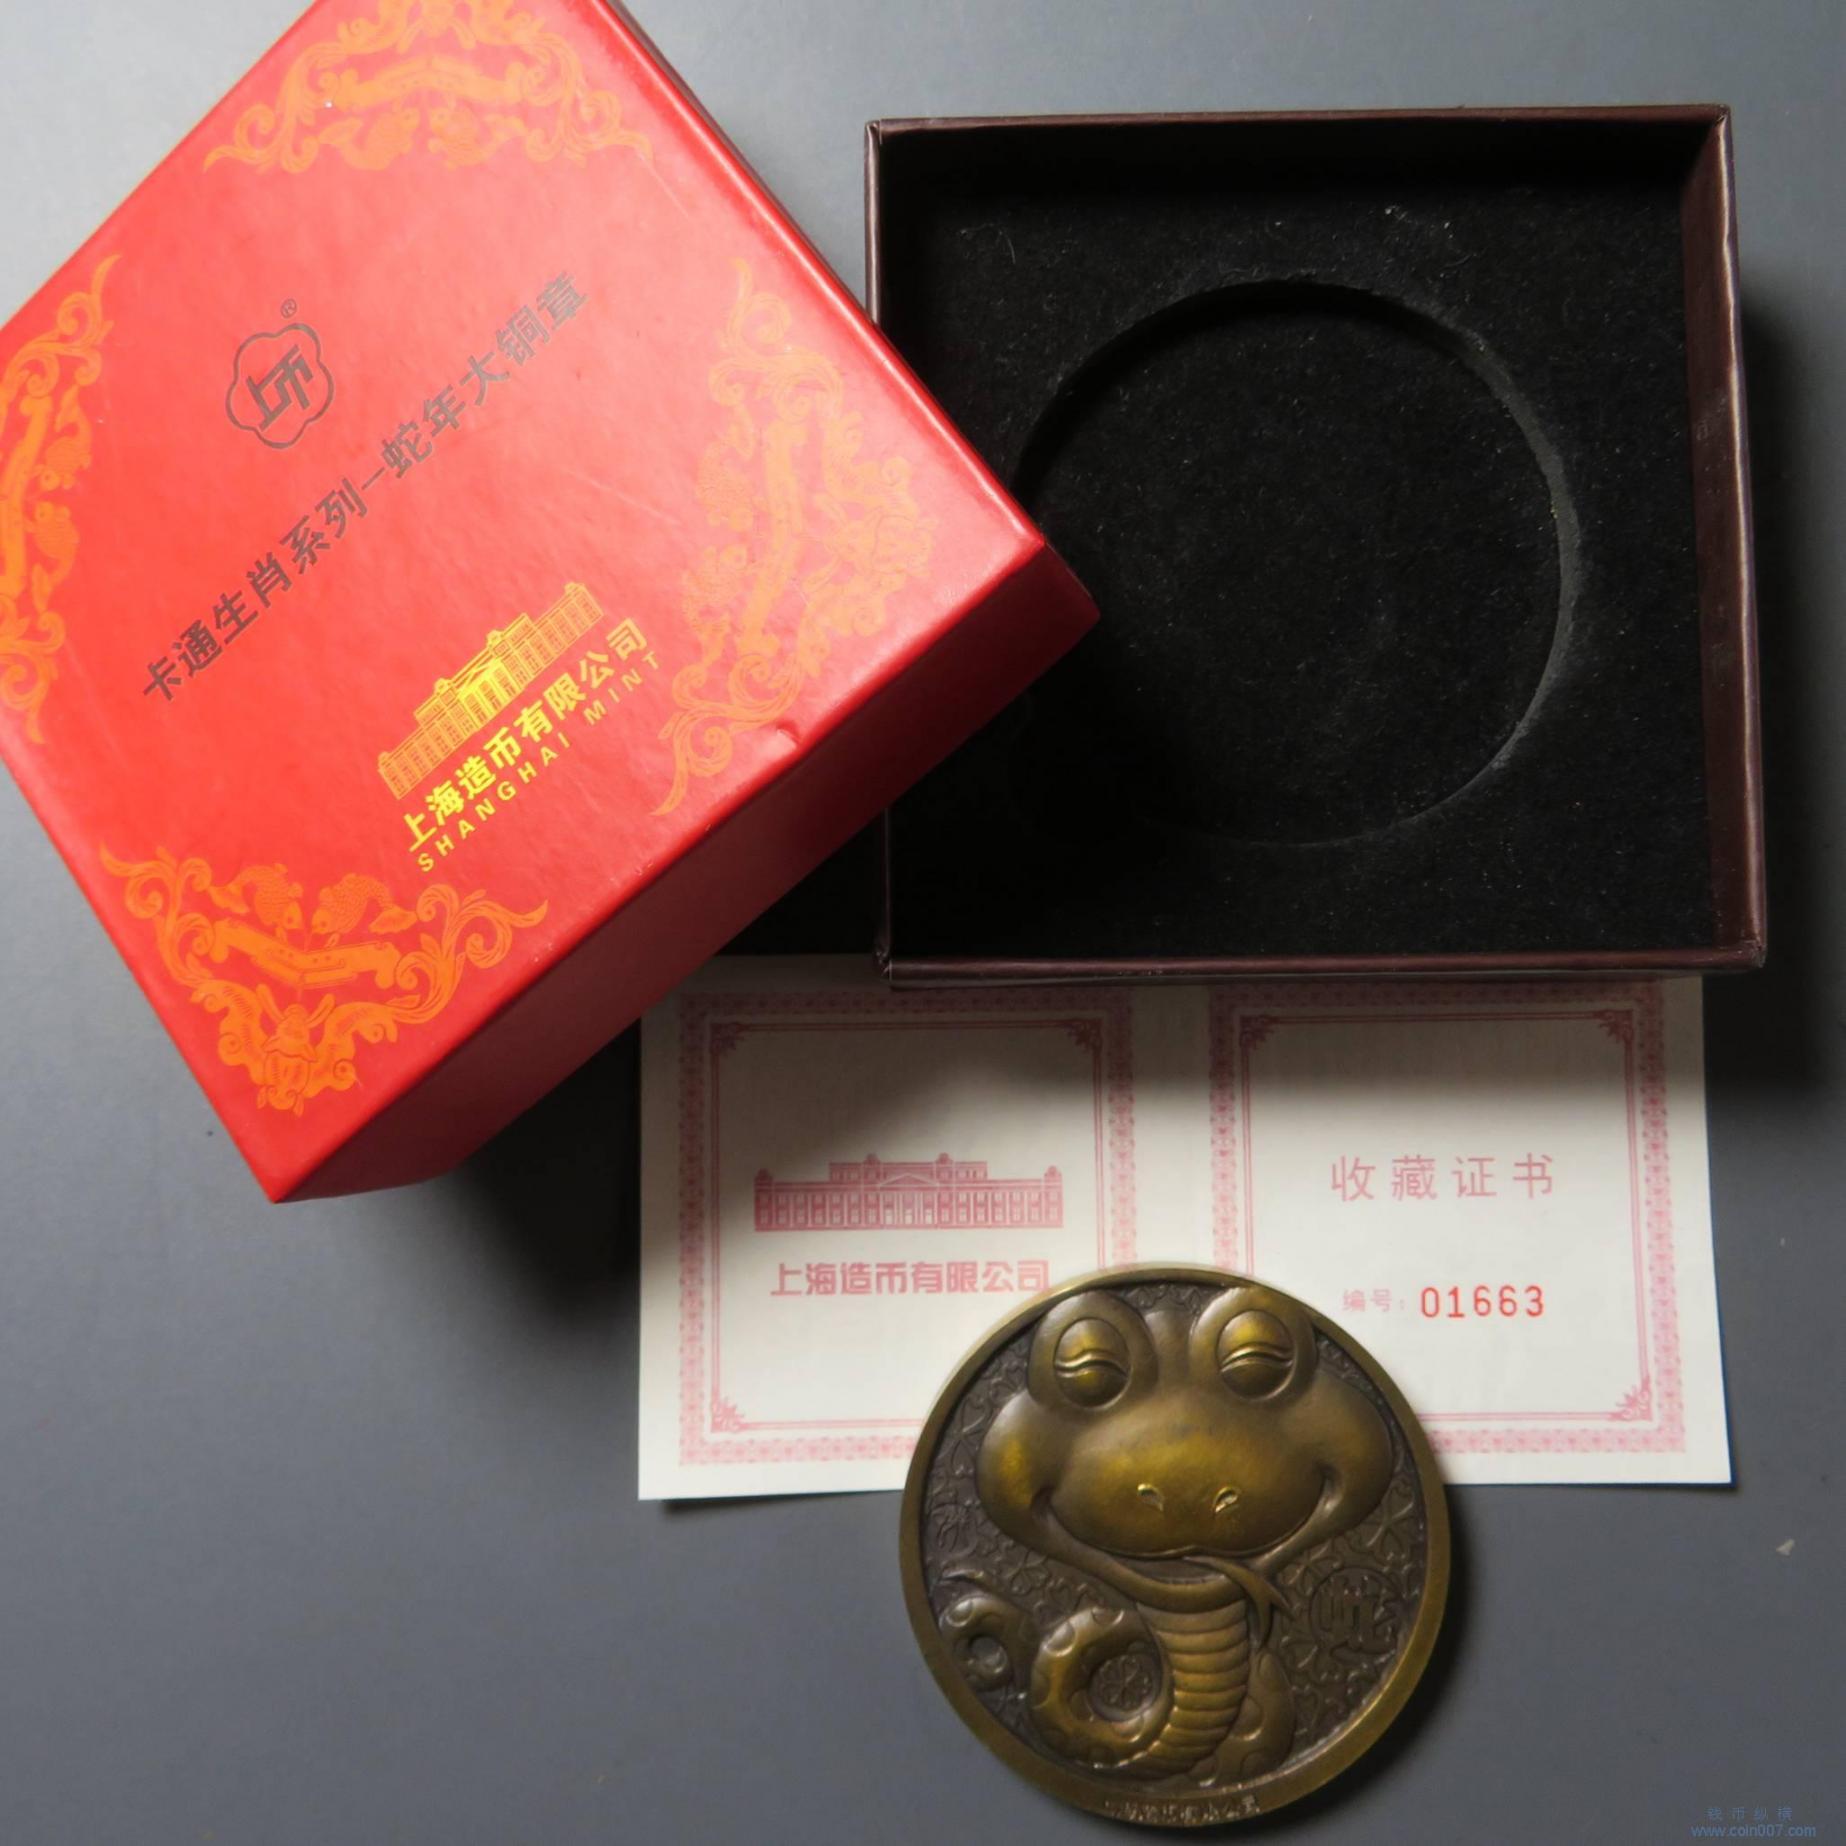 上币®
卡通生肖系列-蛇年大铜章
上海造币有限公司
SHANGHAI MINT
上海造币有限公司
收藏证书
编号: 01663
钱币纵横
www.coin007.com